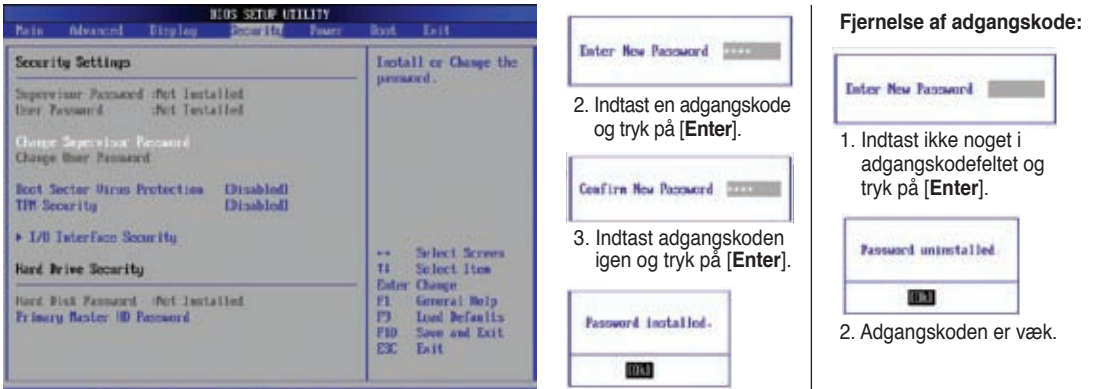 BIOS SETUP UTILITY
Main Advanced Display Security Power Boot Exit
Security Settings
Supervisor Password :Not Installed
User Password :Not Installed
Change Supervisor Password
Change User Password
Boot Sector Virus Protection [Disabled]
TPM Security [Disabled]
▶ I/O Interface Security
Hard Drive Security
Hard Disk Password :Not Installed
Primary Master HD Password
Install or Change the
password.
↔ Select Screen
↑↓ Select Item
Enter Change
F1 General Help
F9 Load Defaults
F10 Save and Exit
ESC Exit
Enter New Password ****
2. Indtast en adgangskode
og tryk på [Enter].
Confirm New Password ****
3. Indtast adgangskoden
igen og tryk på [Enter].
Password installed.
[Ok]
Fjernelse af adgangskode:
Enter New Password
1. Indtast ikke noget i
adgangskodefeltet og
tryk på [Enter].
Password uninstalled.
[Ok]
2. Adgangskoden er væk.